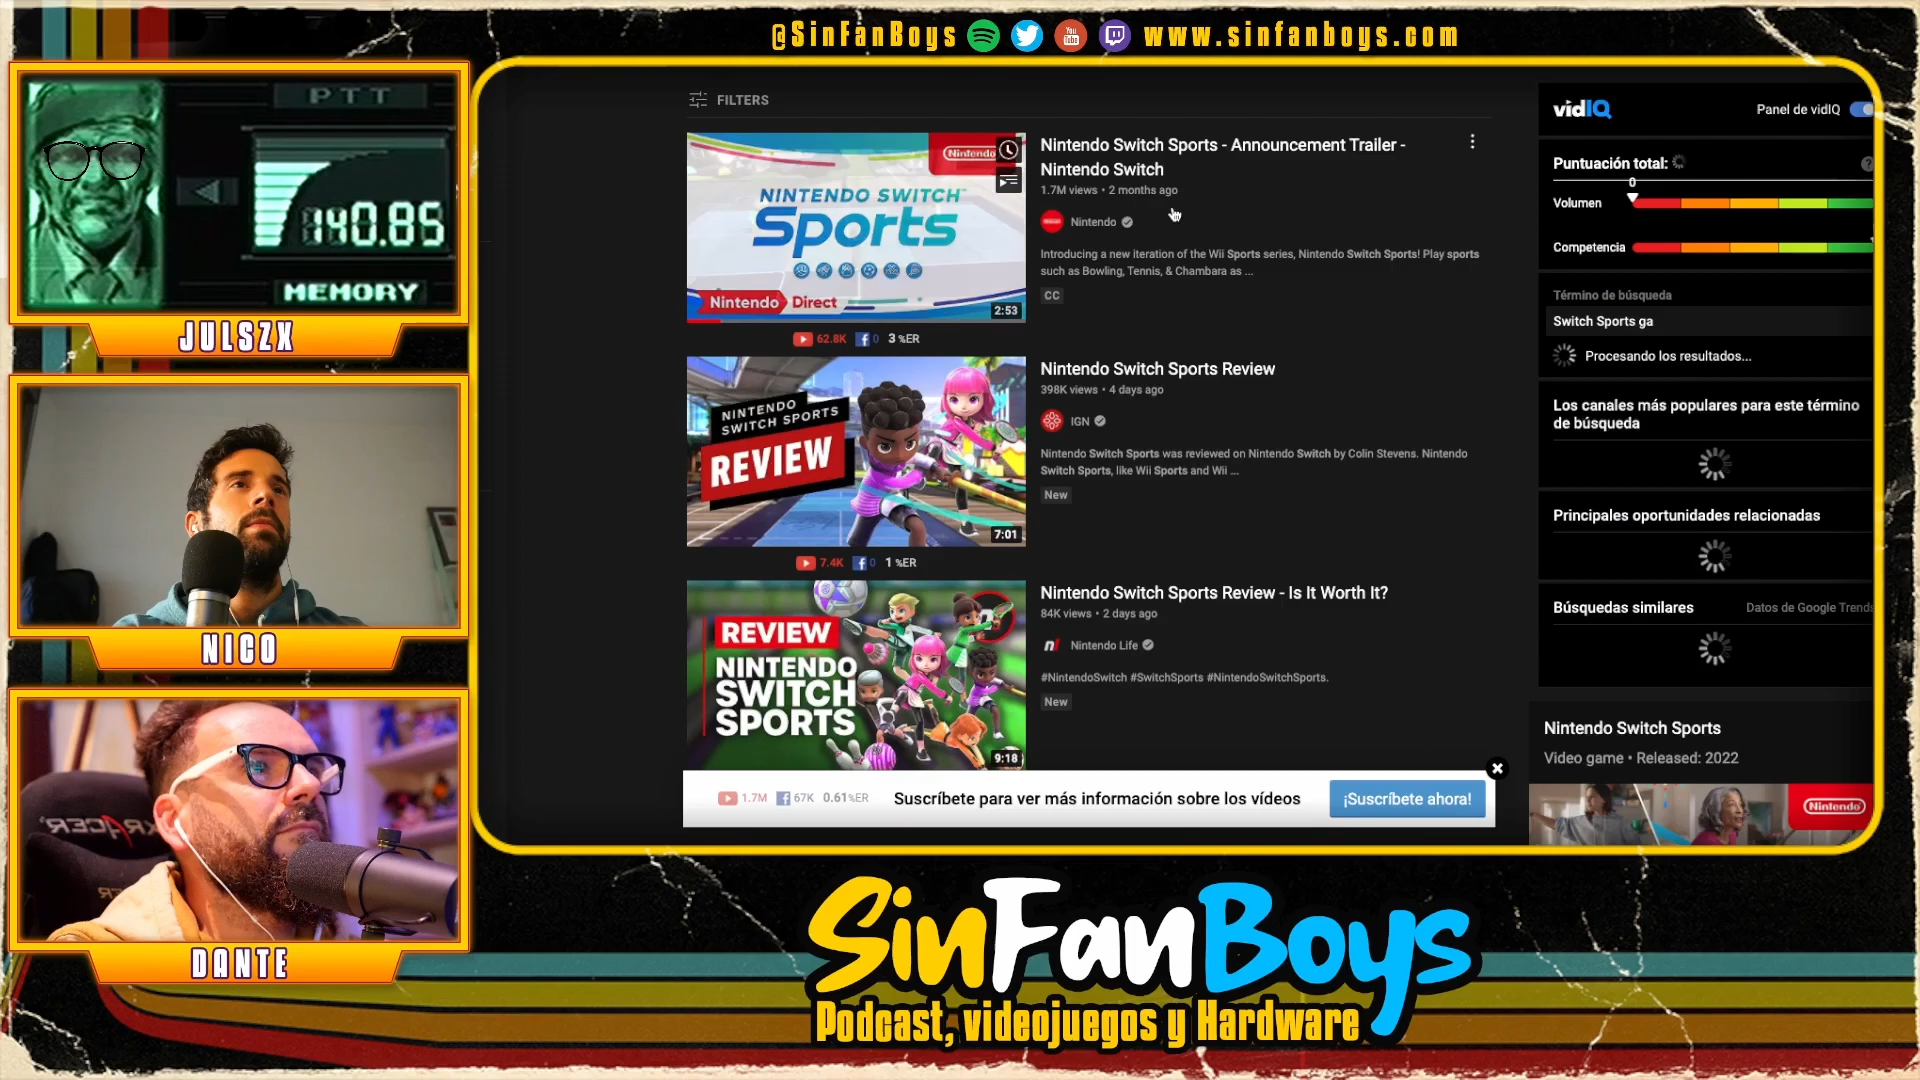 @SinFanBoys
www.sinfanboys.com
PTT
140.85
MEMORY
JULSZX
NICO
DANTE
FILTERS
NINTENDO SWITCH
Sports
Nintendo
Nintendo Direct
2:53
Nintendo Switch Sports - Announcement Trailer -
Nintendo Switch
1.7M views • 2 months ago
Nintendo
Introducing a new iteration of the Wii Sports series, Nintendo Switch Sports! Play sports
such as Bowling, Tennis, & Chambara as ...
CC
62.8K 0 3 %ER
NINTENDO
SWITCH SPORTS
REVIEW
7:01
Nintendo Switch Sports Review
398K views • 4 days ago
IGN
Nintendo Switch Sports was reviewed on Nintendo Switch by Colin Stevens. Nintendo
Switch Sports, like Wii Sports and Wii ...
New
7.4K 0 1 %ER
REVIEW
NINTENDO
SWITCH
SPORTS
9:18
Nintendo Switch Sports Review - Is It Worth It?
84K views • 2 days ago
Nintendo Life
#NintendoSwitch #SwitchSports #NintendoSwitchSports.
New
1.7M 67K 0.61%ER
Suscríbete para ver más información sobre los vídeos
¡Suscríbete ahora!
vidIQ
Panel de vidIQ
Puntuación total:
0
Volumen
Competencia
Término de búsqueda
Switch Sports ga
Procesando los resultados...
Los canales más populares para este término
de búsqueda
Principales oportunidades relacionadas
Búsquedas similares
Datos de Google Trends
Nintendo Switch Sports
Video game • Released: 2022
Nintendo
SinFanBoys
Podcast, videojuegos y Hardware